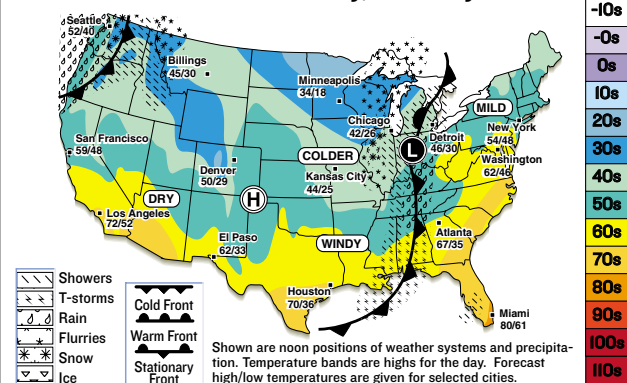 Seattle
52/40
Billings
45/30
Minneapolis
34/18
MILD
New York
54/48
Chicago
42/26
Detroit
46/30
San Francisco
59/48
COLDER
L
Washington
62/46
Denver
50/29
Kansas City
44/25
DRY
H
Los Angeles
72/52
El Paso
62/33
WINDY
Atlanta
67/35
Houston
70/36
Miami
80/61
Showers
T-storms
Rain
Flurries
Snow
Ice
Cold Front
Warm Front
Stationary
Front
Shown are noon positions of weather systems and precipita-
tion. Temperature bands are highs for the day. Forecast
high/low temperatures are given for selected cities.
-10s
-0s
0s
10s
20s
30s
40s
50s
60s
70s
80s
90s
100s
110s